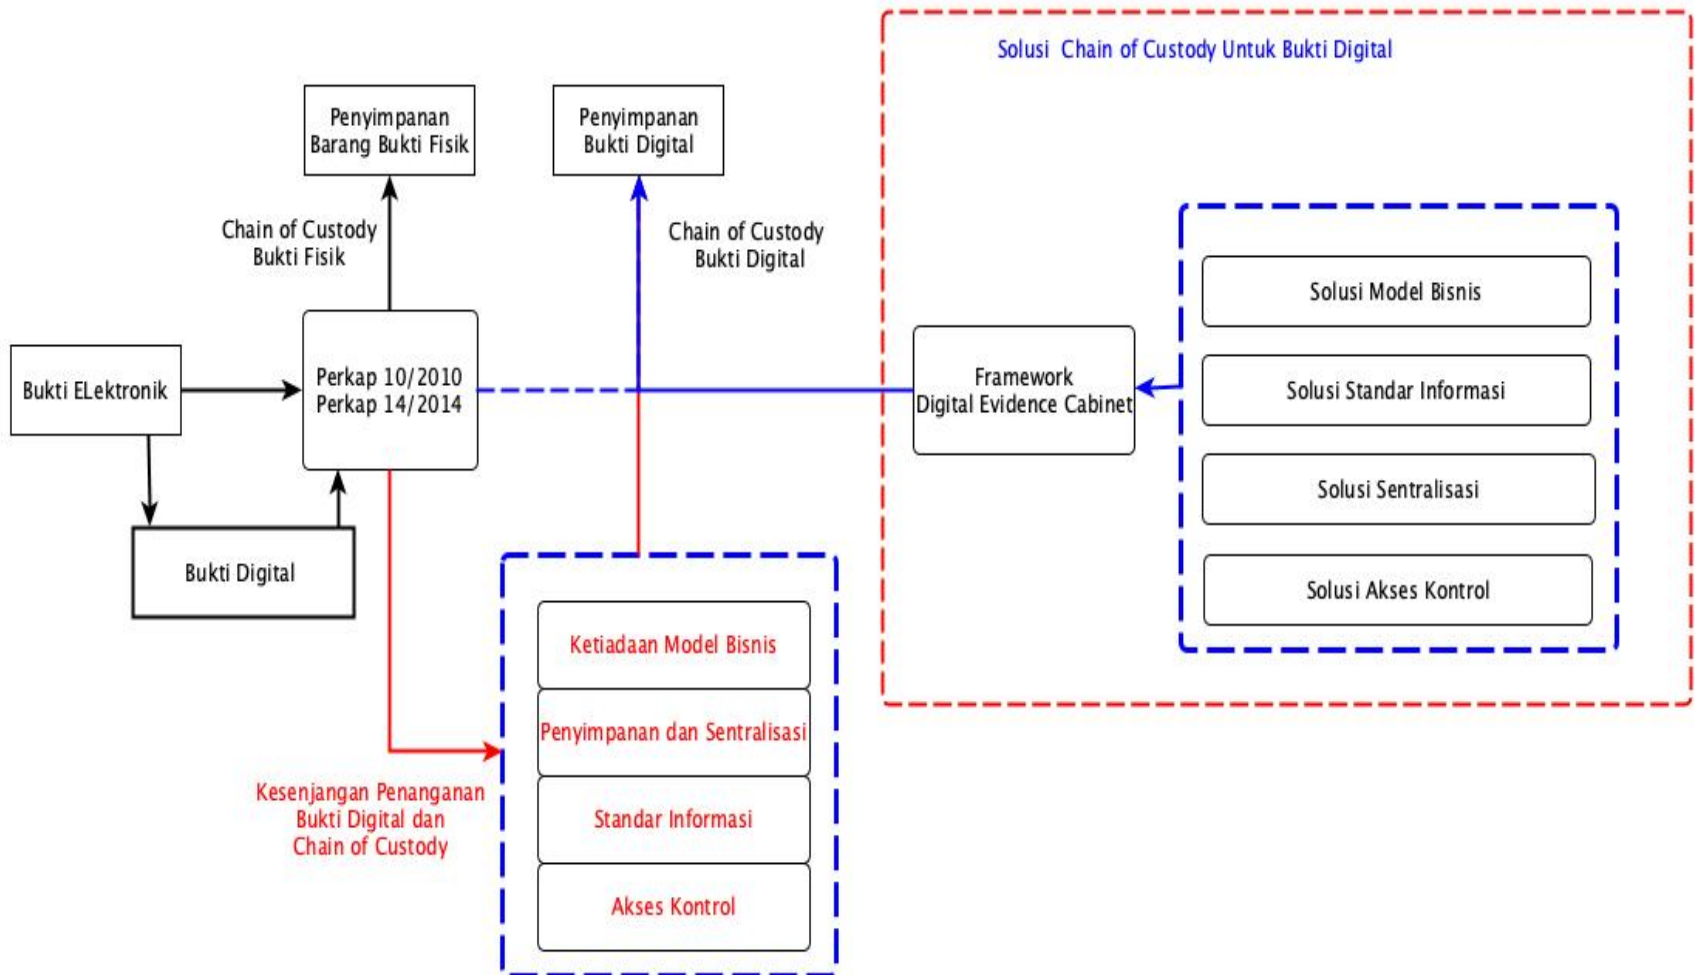 Solusi Chain of Custody Untuk Bukti Digital
Penyimpanan
Barang Bukti Fisik
Penyimpanan
Bukti Digital
Chain of Custody
Bukti Fisik
Chain of Custody
Bukti Digital
Bukti ELektronik
Perkap 10/2010
Perkap 14/2014
Bukti Digital
Framework
Digital Evidence Cabinet
Solusi Model Bisnis
Solusi Standar Informasi
Solusi Sentralisasi
Solusi Akses Kontrol
Kesenjangan Penanganan
Bukti Digital dan
Chain of Custody
Ketiadaan Model Bisnis
Penyimpanan dan Sentralisasi
Standar Informasi
Akses Kontrol